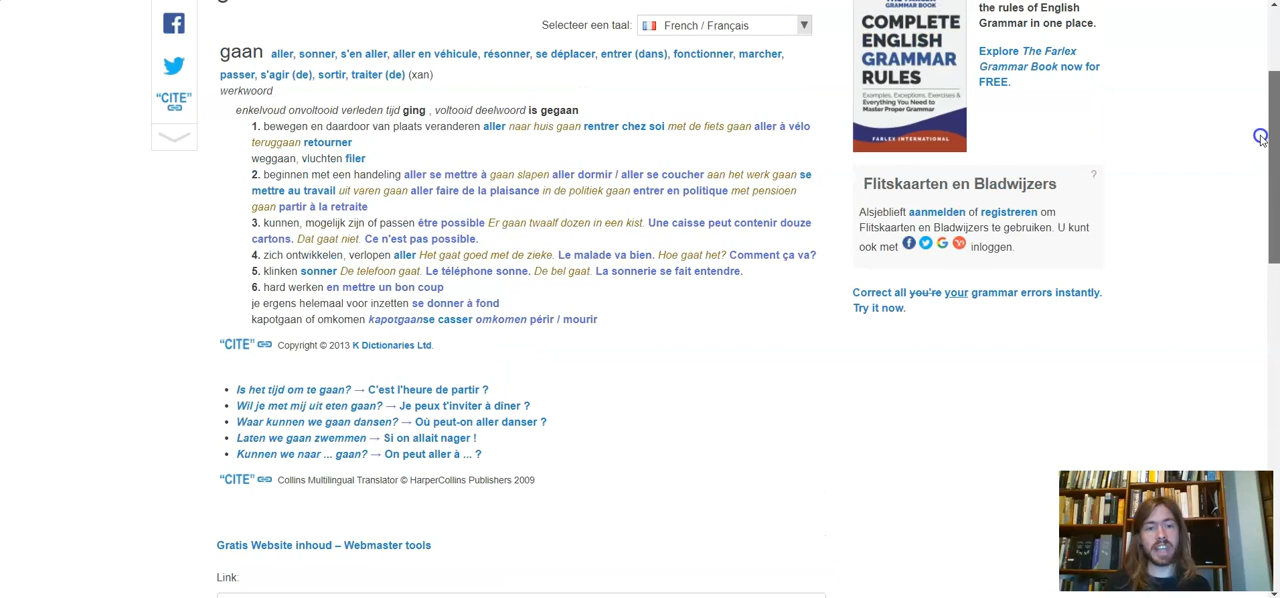 the rules of English
Grammar in one place.
Explore The Farlex
Grammar Book now for
FREE.
GRAMMAR BOOK
COMPLETE
ENGLISH
GRAMMAR
RULES
Examples, Exceptions, Exercises &
Everything You Need to
Master Proper Grammar
FARLEX INTERNATIONAL
"CITE"
Selecteer een taal: French / Français
gaan aller, sonner, s'en aller, aller en véhicule, résonner, se déplacer, entrer (dans), fonctionner, marcher,
passer, s'agir (de), sortir, traiter (de) (xan)
werkwoord
enkelvoud onvoltooid verleden tijd ging , voltooid deelwoord is gegaan
1. bewegen en daardoor van plaats veranderen aller naar huis gaan rentrer chez soi met de fiets gaan aller à vélo
teruggaan retourner
weggaan, vluchten filer
2. beginnen met een handeling aller se mettre à gaan slapen aller dormir / aller se coucher aan het werk gaan se
mettre au travail uit varen gaan aller faire de la plaisance in de politiek gaan entrer en politique met pensioen
gaan partir à la retraite
3. kunnen, mogelijk zijn of passen être possible Er gaan twaalf dozen in een kist. Une caisse peut contenir douze
cartons. Dat gaat niet. Ce n'est pas possible.
4. zich ontwikkelen, verlopen aller Het gaat goed met de zieke. Le malade va bien. Hoe gaat het? Comment ça va?
5. klinken sonner De telefoon gaat. Le téléphone sonne. De bel gaat. La sonnerie se fait entendre.
6. hard werken en mettre un bon coup
je ergens helemaal voor inzetten se donner à fond
kapotgaan of omkomen kapotgaanse casser omkomen périr / mourir
"CITE" Copyright © 2013 K Dictionaries Ltd.
• Is het tijd om te gaan? → C'est l'heure de partir ?
• Wil je met mij uit eten gaan? → Je peux t'inviter à dîner ?
• Waar kunnen we gaan dansen? → Où peut-on aller danser ?
• Laten we gaan zwemmen → Si on allait nager !
• Kunnen we naar ... gaan? → On peut aller à ... ?
"CITE" Collins Multilingual Translator © HarperCollins Publishers 2009
Gratis Website inhoud – Webmaster tools
Link:
Flitskaarten en Bladwijzers ?
Alsjeblieft aanmelden of registreren om
Flitskaarten en Bladwijzers te gebruiken. U kunt
ook met inloggen.
Correct all you're your grammar errors instantly.
Try it now.